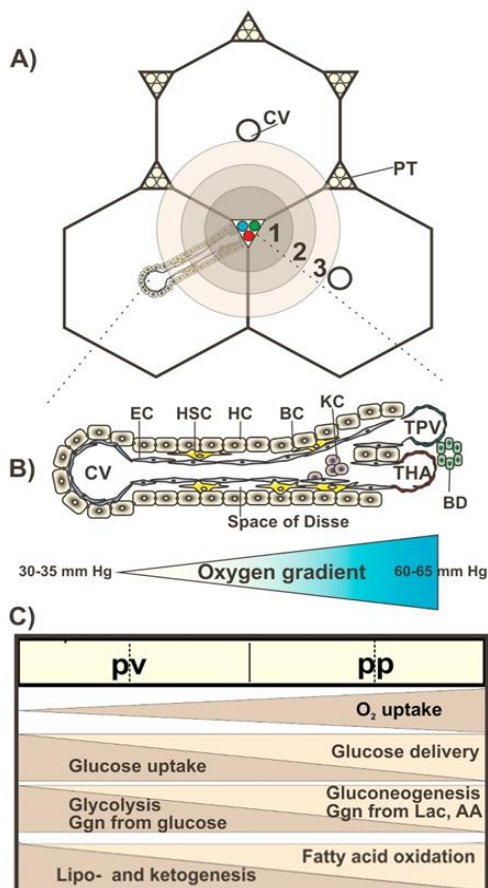 A)
CV
PT
1
2
3
KC
EC HSC HC BC
TPV
B)
CV
THA
BD
Space of Disse
30-35 mm Hg Oxygen gradient 60-65 mm Hg
C)
pv pp
O₂ uptake
Glucose delivery
Glucose uptake
Gluconeogenesis
Glycolysis
Ggn from Lac, AA
Ggn from glucose
Fatty acid oxidation
Lipo- and ketogenesis